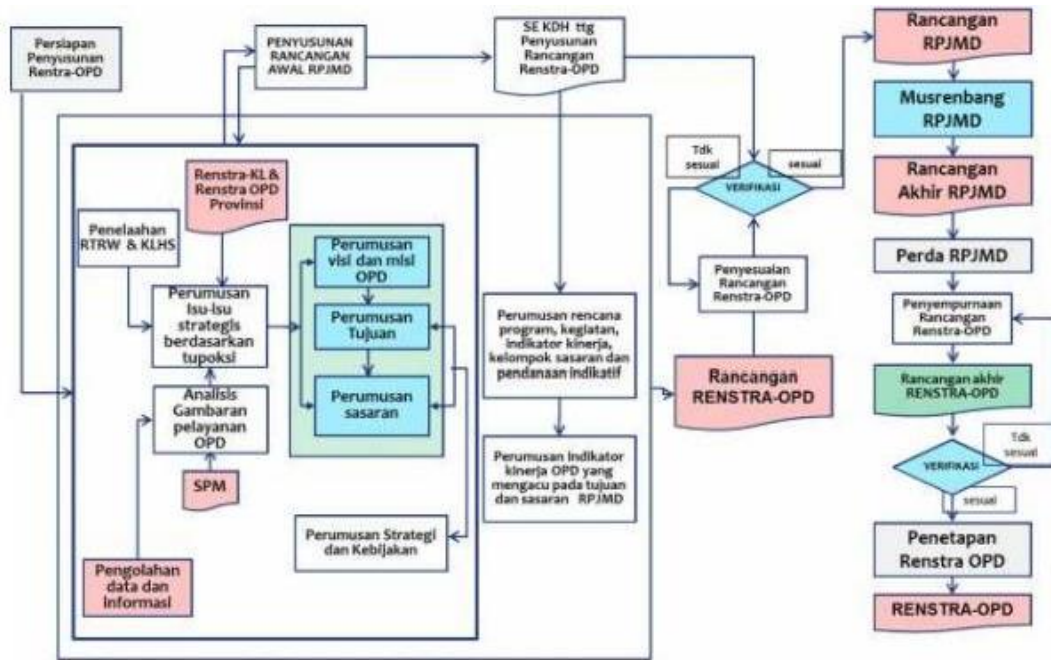 Persiapan
Penyusunan
Rentra-OPD
PENYUSUNAN
RANCANGAN
AWAL RPJMD
SE KDH ttg
Penyusunan
Rancangan
Renstra-OPD
Rancangan
RPJMD
Musrenbang
RPJMD
Tdk
sesuai
sesuai
VERIFIKASI
Rancangan
Akhir RPJMD
Renstra-KL &
Renstra OPD
Provinsi
Penelaahan
RTRW & KLHS
Perumusan
visi dan misi
OPD
Perda RPJMD
Penyesuaian
Rancangan
Renstra-OPD
Perumusan
Isu-isu
strategis
berdasarkan
tupoksi
Perumusan
Tujuan
Perumusan rencana
program, kegiatan,
indikator kinerja,
kelompok sasaran dan
pendanaan indikatif
Penyempurnaan
Rancangan
Renstra-OPD
Rancangan
RENSTRA-OPD
Rancangan akhir
RENSTRA-OPD
Perumusan
sasaran
Analisis
Gambaran
pelayanan
OPD
Tdk
sesuai
VERIFIKASI
sesuai
Perumusan Indikator
kinerja OPD yang
mengacu pada tujuan
dan sasaran RPJMD
SPM
Perumusan Strategi
dan Kebijakan
Penetapan
Renstra OPD
Pengolahan
data dan
informasi
RENSTRA-OPD